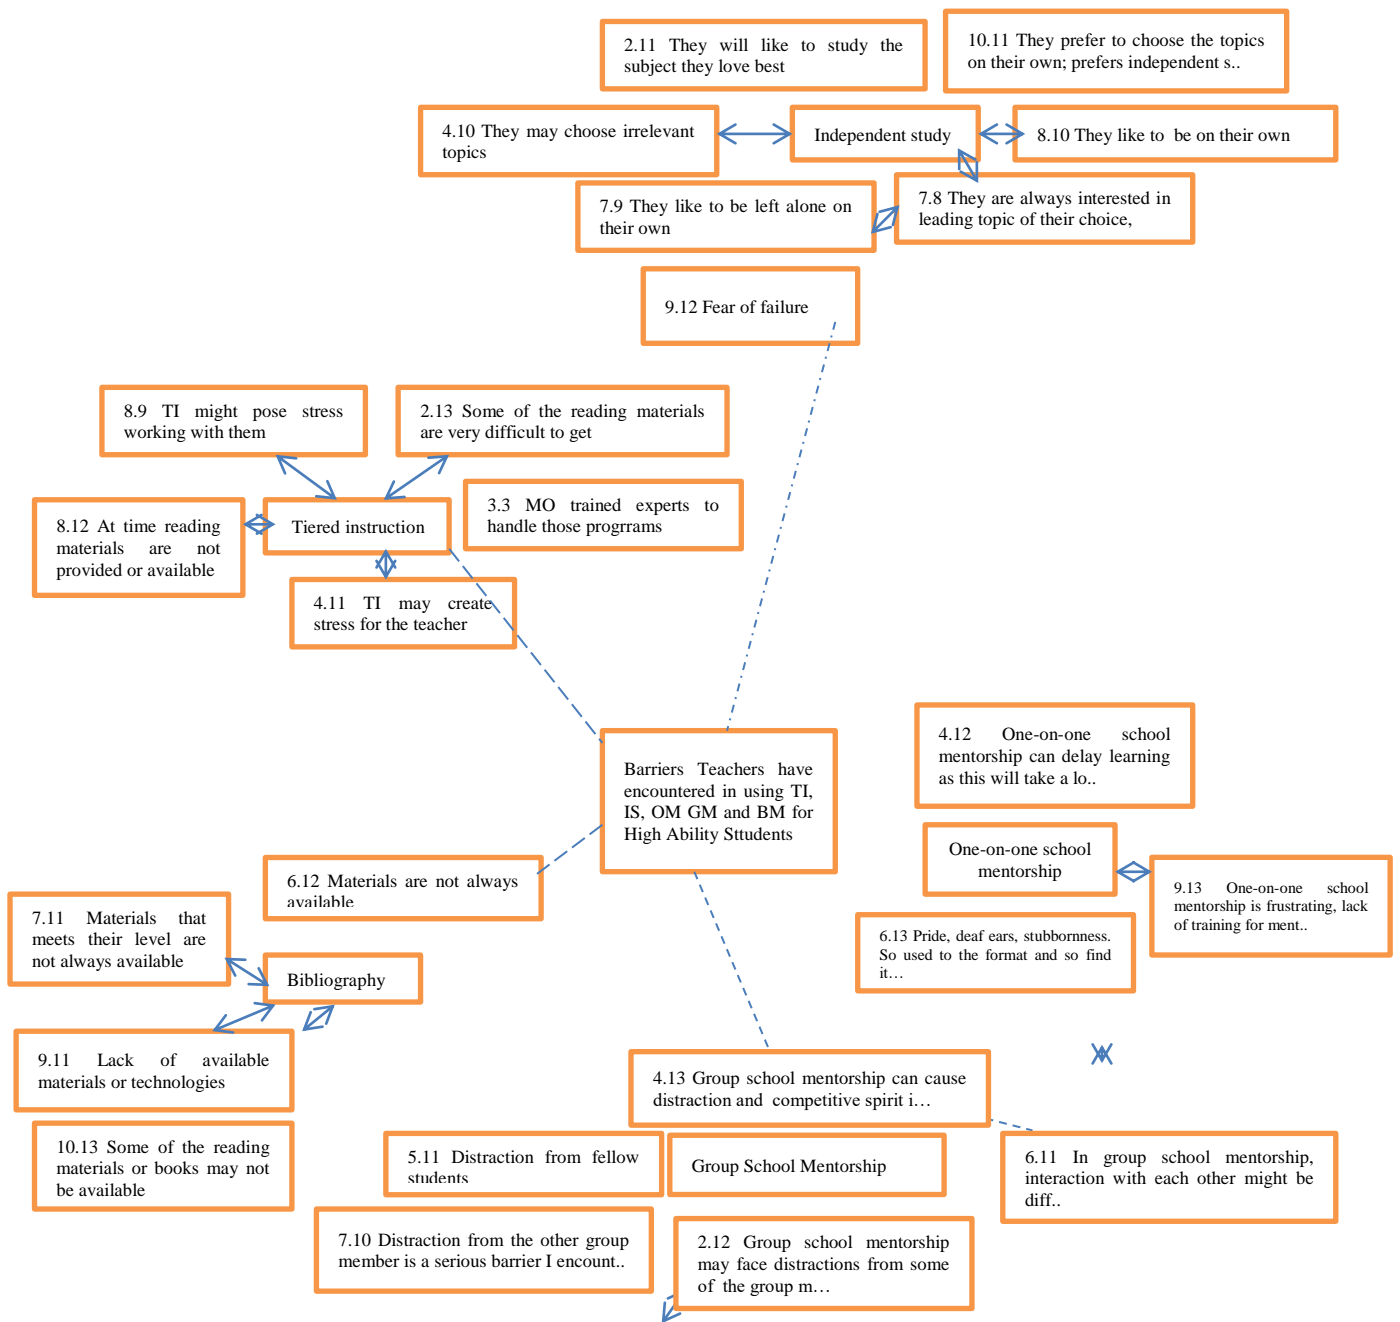 2.11 They will like to study the
subject they love best
10.11 They prefer to choose the topics
on their own; prefers independent s..
4.10 They may choose irrelevant
topics
Independent study
8.10 They like to be on their own
7.9 They like to be left alone on
their own
7.8 They are always interested in
leading topic of their choice,
9.12 Fear of failure
8.9 TI might pose stress
working with them
2.13 Some of the reading materials
are very difficult to get
3.3 MO trained experts to
handle those progrrams
8.12 At time reading
materials are not
provided or available
Tiered instruction
4.11 TI may create
stress for the teacher
Barriers Teachers have
encountered in using TI,
IS, OM GM and BM for
High Ability Sttudents
4.12 One-on-one school
mentorship can delay learning
as this will take a lo..
One-on-one school
mentorship
9.13 One-on-one school
mentorship is frustrating, lack
of training for ment..
6.13 Pride, deaf ears, stubbornness.
So used to the format and so find
it…
6.12 Materials are not always
available
7.11 Materials that
meets their level are
not always available
Bibliography
9.11 Lack of available
materials or technologies
10.13 Some of the reading
materials or books may not
be available
4.13 Group school mentorship can cause
distraction and competitive spirit i…
5.11 Distraction from fellow
students
Group School Mentorship
6.11 In group school mentorship,
interaction with each other might be
diff..
7.10 Distraction from the other group
member is a serious barrier I encount..
2.12 Group school mentorship
may face distractions from some
of the group m…